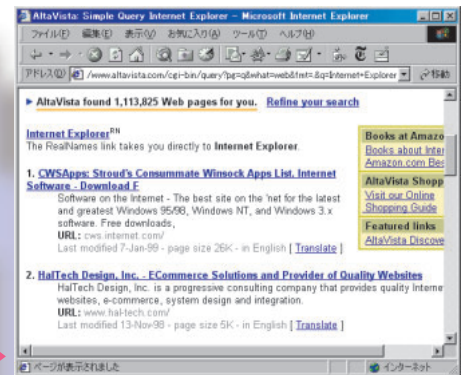 AltaVista: Simple Query Internet Explorer - Microsoft Internet Explorer
ファイル(F) 編集(E) 表示(V) お気に入り(A) ツール(T) ヘルプ(H)
アドレス(D) /www.altavista.com/cgi-bin/query?pg=q&what=web&fmt=.&q=Internet+Explorer 移動
AltaVista found 1,113,825 Web pages for you. Refine your search
Internet Explorer RN
The RealNames link takes you directly to Internet Explorer.
1. CWSApps: Stroud's Consummate Winsock Apps List. Internet
Software - Download F
Software on the Internet - The best site on the 'net for the latest
and greatest Windows 95/98, Windows NT, and Windows 3.x
software. Free downloads,
URL: cws.internet.com/
Last modified 7-Jan-99 - page size 26K - in English [ Translate ]
2. HalTech Design, Inc. - ECommerce Solutions and Provider of Quality Websites
HalTech Design, Inc. is a progressive consulting company that provides quality Interne
websites, e-commerce, system design and integration.
URL: www.hal-tech.com/
Last modified 13-Nov-98 - page size 5K - in English [ Translate ]
Books at Amazo
Books about Inter
Amazon.com Bes
AltaVista Shopp
Visit our Online
Shopping Guide
Featured links
AltaVista Discove
ページが表示されました インターネット